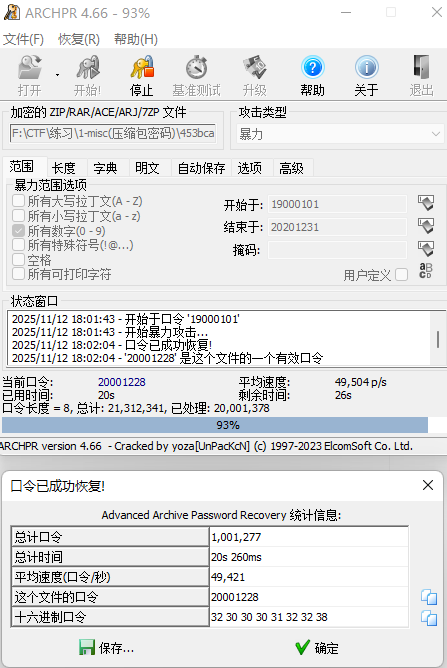 ARCHPR 4.66 - 93%
文件(F) 恢复(R) 帮助(H)
打开 开始! 停止 基准测试 升级 帮助 关于 退出
加密的 ZIP/RAR/ACE/ARJ/7ZP 文件 攻击类型
F:\CTF\练习\1-misc(压缩包密码)\453bca 暴力
范围 长度 字典 明文 自动保存 选项 高级
暴力范围选项
所有大写拉丁文(A - Z) 开始于: 19000101
所有小写拉丁文(a - z)
所有数字(0 - 9) 结束于: 20201231
所有特殊符号(!@...) 掩码:
空格
所有可打印字符 用户定义
状态窗口
2025/11/12 18:01:43 - 开始于口令 '19000101'
2025/11/12 18:01:43 - 开始暴力攻击...
2025/11/12 18:02:04 - 口令已成功恢复!
2025/11/12 18:02:04 - '20001228' 是这个文件的一个有效口令
当前口令: 20001228 平均速度: 49,504 p/s
已用时间: 20s 剩余时间: 26s
口令长度 = 8, 总计: 21,312,341, 已处理: 20,001,378
93%
ARCHPR version 4.66 - Cracked by yoza[UnPacKcN] (c) 1997-2023 ElcomSoft Co. Ltd.
口令已成功恢复!
Advanced Archive Password Recovery 统计信息:
总计口令 1,001,277
总计时间 20s 260ms
平均速度(口令/秒) 49,421
这个文件的口令 20001228
十六进制口令 32 30 30 30 31 32 32 38
保存... 确定